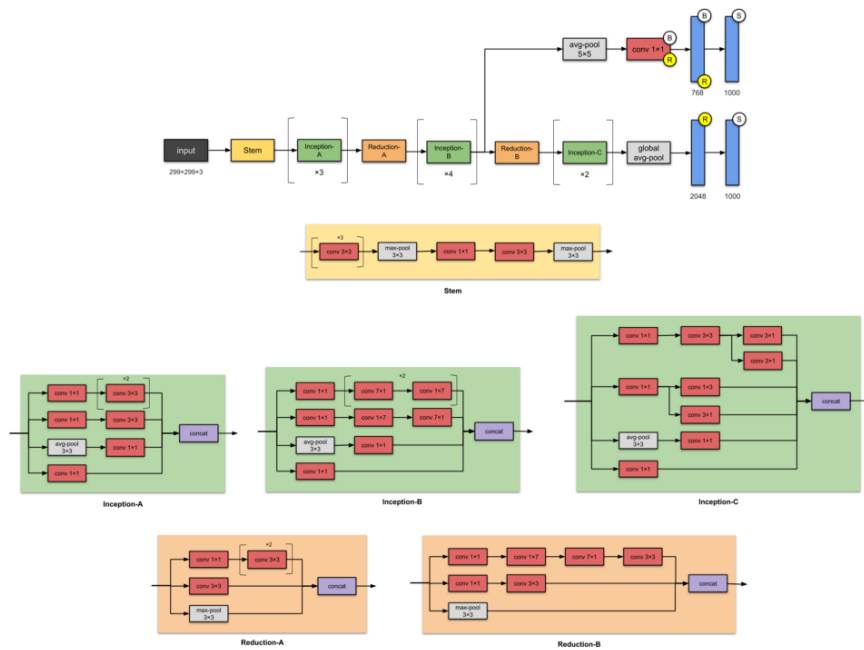 avg-pool
5×5
conv 1×1
B
R
B
R
S
768
1000
input
299×299×3
Stem
Inception-
A
×3
Reduction-
A
Inception-
B
×4
Reduction-
B
Inception-C
×2
global
avg-pool
R
S
2048
1000
×3
conv 3×3
max-pool
3×3
conv 1×1
conv 3×3
max-pool
3×3
Stem
conv 1×1
×2
conv 3×3
conv 1×1
conv 3×3
avg-pool
3×3
conv 1×1
conv 1×1
concat
Inception-A
conv 1×1
×2
conv 7×1
conv 1×7
conv 1×1
conv 1×7
conv 7×1
avg-pool
3×3
conv 1×1
conv 1×1
concat
Inception-B
conv 1×1
conv 3×3
conv 3×1
conv 3×1
conv 1×1
conv 1×3
conv 3×1
avg-pool
3×3
conv 1×1
conv 1×1
concat
Inception-C
conv 1×1
×2
conv 3×3
conv 3×3
max-pool
3×3
concat
Reduction-A
conv 1×1
conv 1×7
conv 7×1
conv 3×3
conv 1×1
conv 3×3
max-pool
3×3
concat
Reduction-B